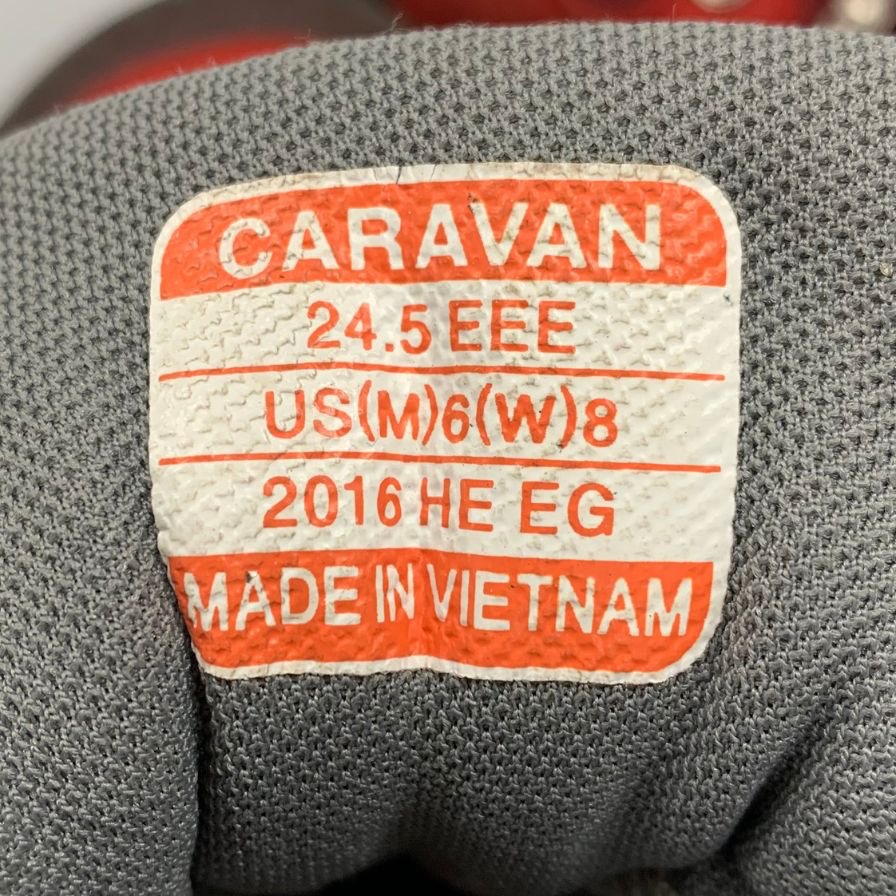 CARAVAN
24.5 EEE
US(M)6(W)8
2016 HE EG
MADE IN VIETNAM